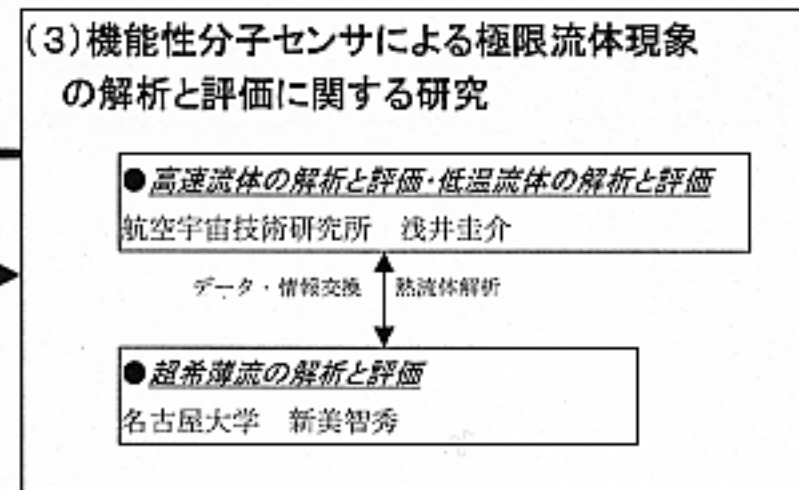 (3)機能性分子センサによる極限流体現象
の解析と評価に関する研究
●高速流体の解析と評価・低温流体の解析と評価
航空宇宙技術研究所 浅井圭介
データ・情報交換 熱流体解析
●超希薄流の解析と評価
名古屋大学 新美智秀